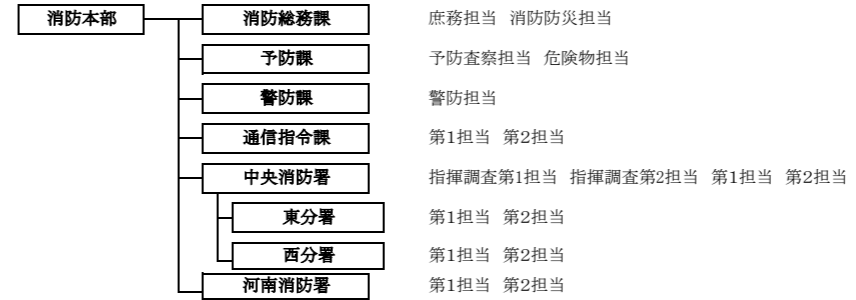 消防本部 消防総務課 庶務担当 消防防災担当
予防課 予防査察担当 危険物担当
警防課 警防担当
通信指令課 第1担当 第2担当
中央消防署 指揮調査第1担当 指揮調査第2担当 第1担当 第2担当
東分署 第1担当 第2担当
西分署 第1担当 第2担当
河南消防署 第1担当 第2担当